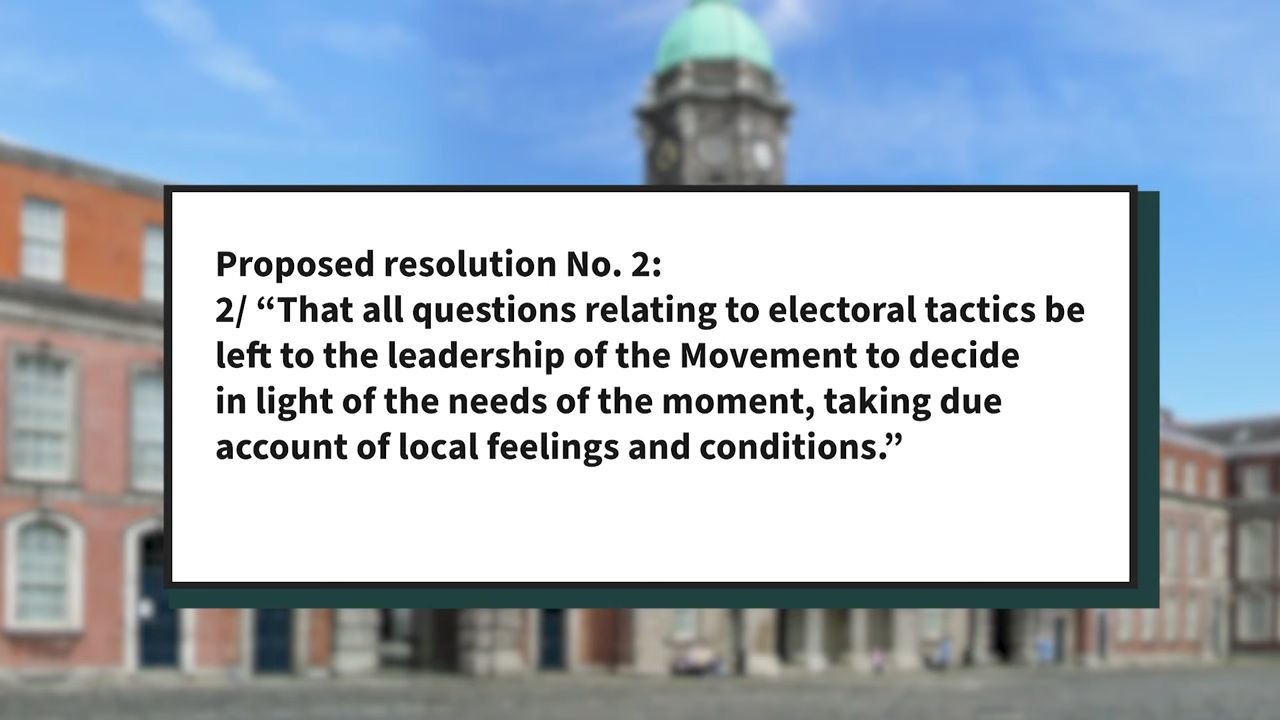 Proposed resolution No. 2:
2/ “That all questions relating to electoral tactics be
left to the leadership of the Movement to decide
in light of the needs of the moment, taking due
account of local feelings and conditions.”